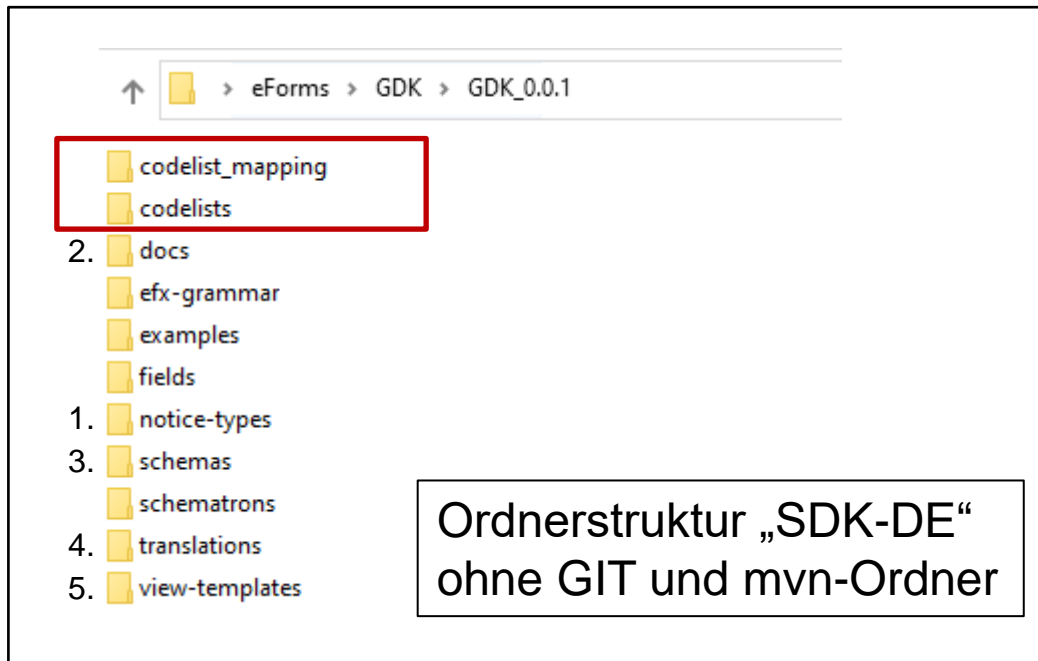 ↑ > eForms > GDK > GDK_0.0.1
codelist_mapping
codelists
2. docs
efx-grammar
examples
fields
1. notice-types
3. schemas
schematrons
4. translations
5. view-templates
Ordnerstruktur „SDK-DE“
ohne GIT und mvn-Ordner